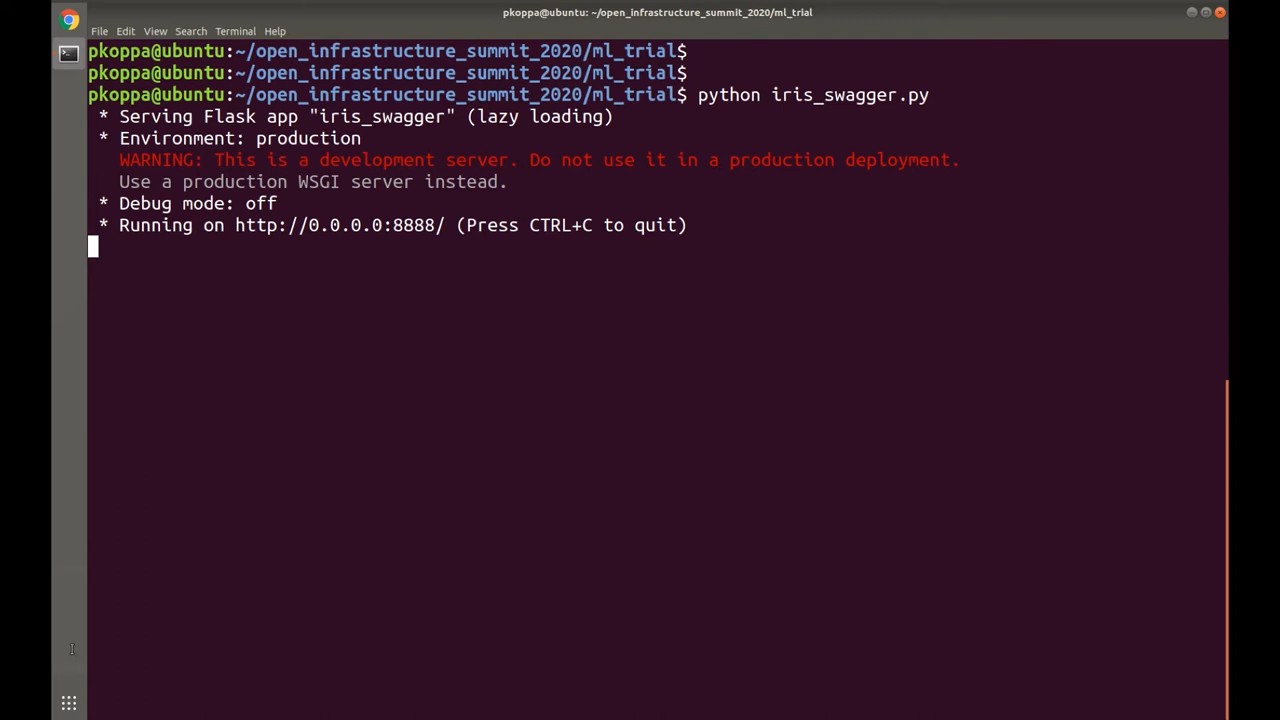 pkoppa@ubuntu: ~/open_infrastructure_summit_2020/ml_trial
File Edit View Search Terminal Help
pkoppa@ubuntu:~/open_infrastructure_summit_2020/ml_trial$
pkoppa@ubuntu:~/open_infrastructure_summit_2020/ml_trial$
pkoppa@ubuntu:~/open_infrastructure_summit_2020/ml_trial$ python iris_swagger.py
* Serving Flask app "iris_swagger" (lazy loading)
* Environment: production
WARNING: This is a development server. Do not use it in a production deployment.
Use a production WSGI server instead.
* Debug mode: off
* Running on http://0.0.0.0:8888/ (Press CTRL+C to quit)